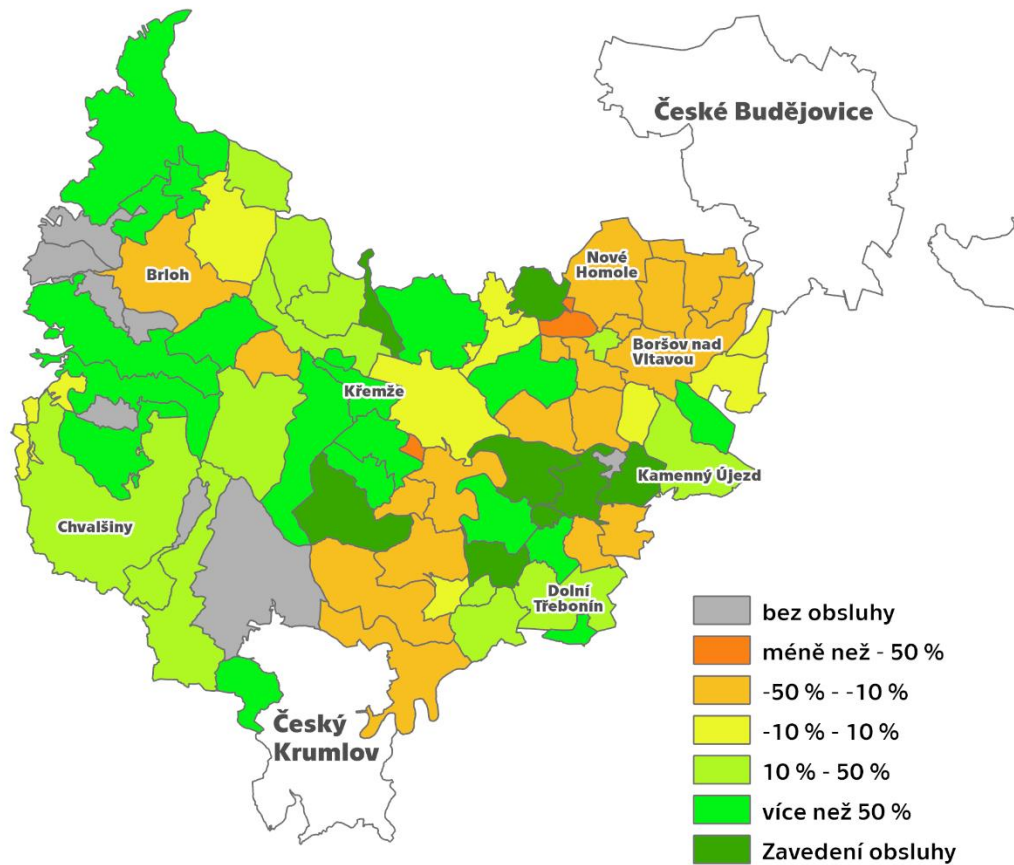 České Budějovice
Nové
Homole
Brloh
Boršov nad
Vltavou
Křemže
Kamenný Újezd
Chvalšiny
Dolní
Třebonín
Český
Krumlov
bez obsluhy
méně než - 50 %
-50 % - -10 %
-10 % - 10 %
10 % - 50 %
více než 50 %
Zavedení obsluhy